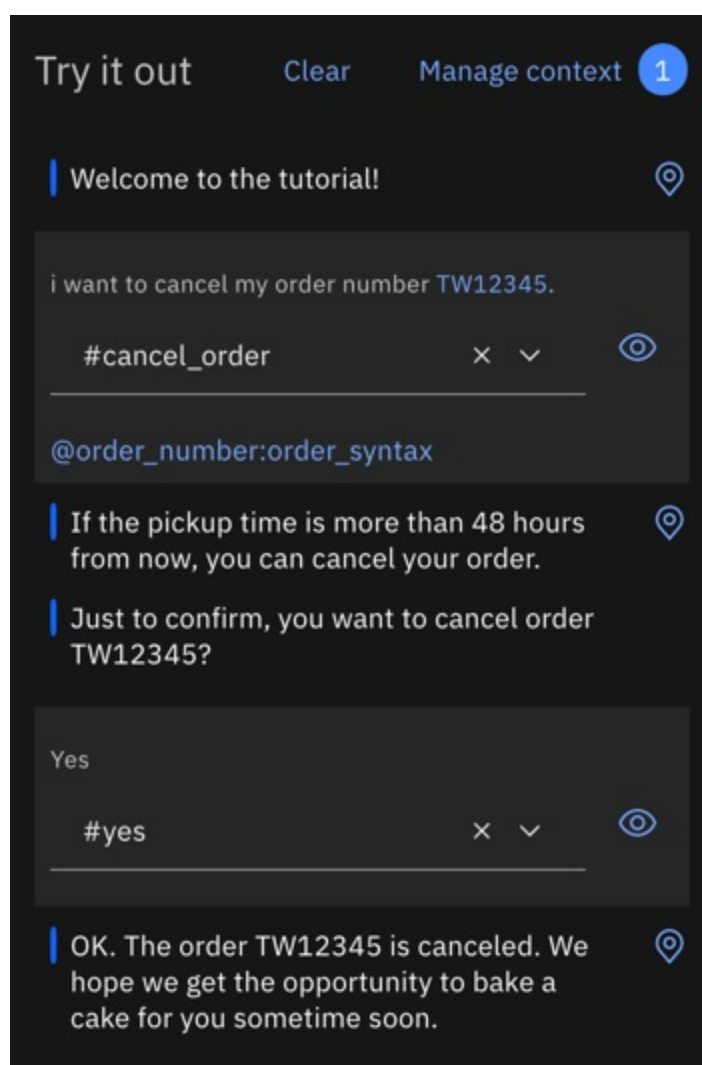 Try it out Clear Manage context 1
Welcome to the tutorial!
i want to cancel my order number TW12345.
#cancel_order
@order_number:order_syntax
If the pickup time is more than 48 hours
from now, you can cancel your order.
Just to confirm, you want to cancel order
TW12345?
Yes
#yes
OK. The order TW12345 is canceled. We
hope we get the opportunity to bake a
cake for you sometime soon.